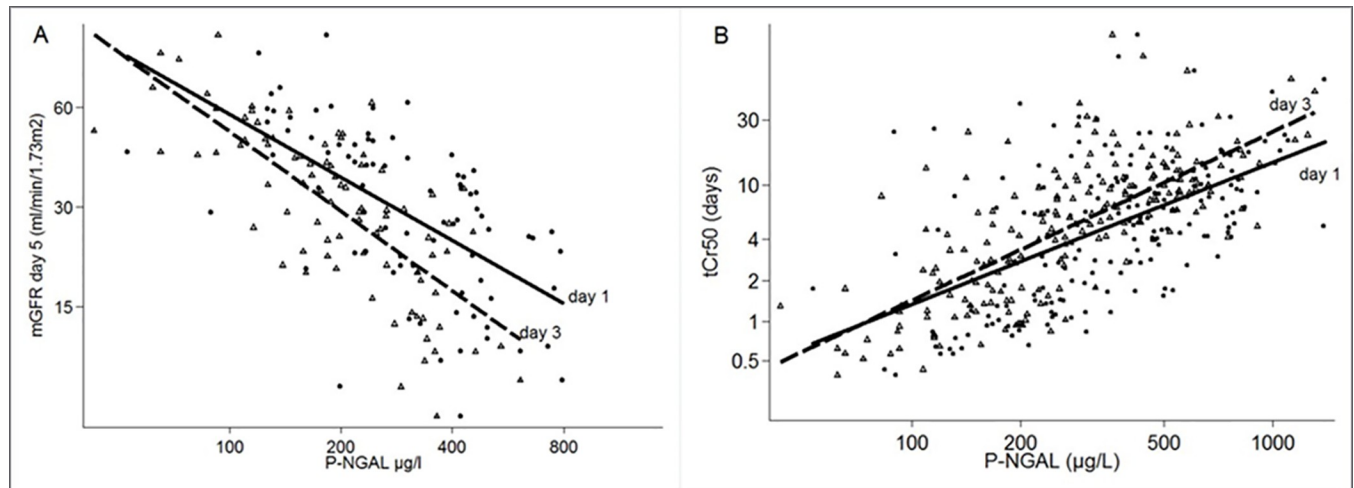 A
mGFR day 5 (ml/min/1.73m2)
60
30
15
day 1
day 3
100
200
400
800
P-NGAL µg/l
B
tCr50 (days)
30
10
4
2
1
0.5
day 3
day 1
100
200
500
1000
P-NGAL (µg/L)